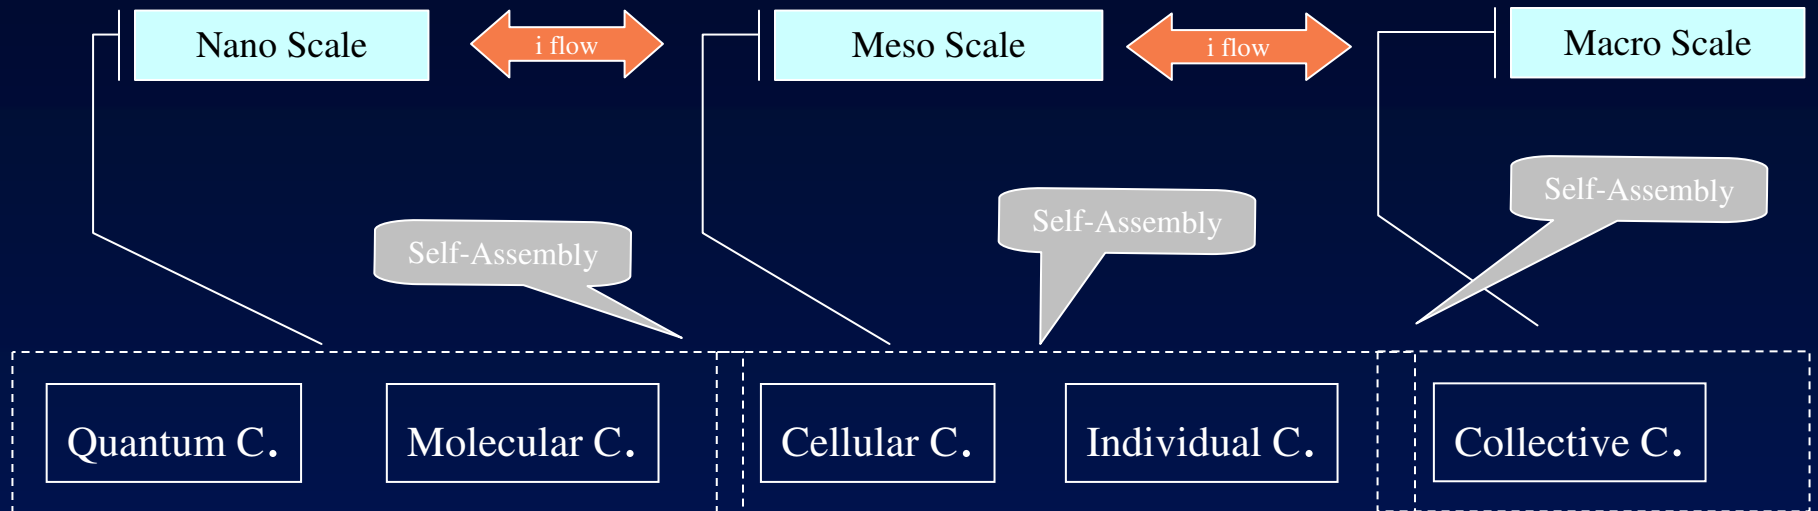 Nano Scale
i flow
Meso Scale
i flow
Macro Scale
Self-Assembly
Self-Assembly
Self-Assembly
Quantum C.
Molecular C.
Cellular C.
Individual C.
Collective C.